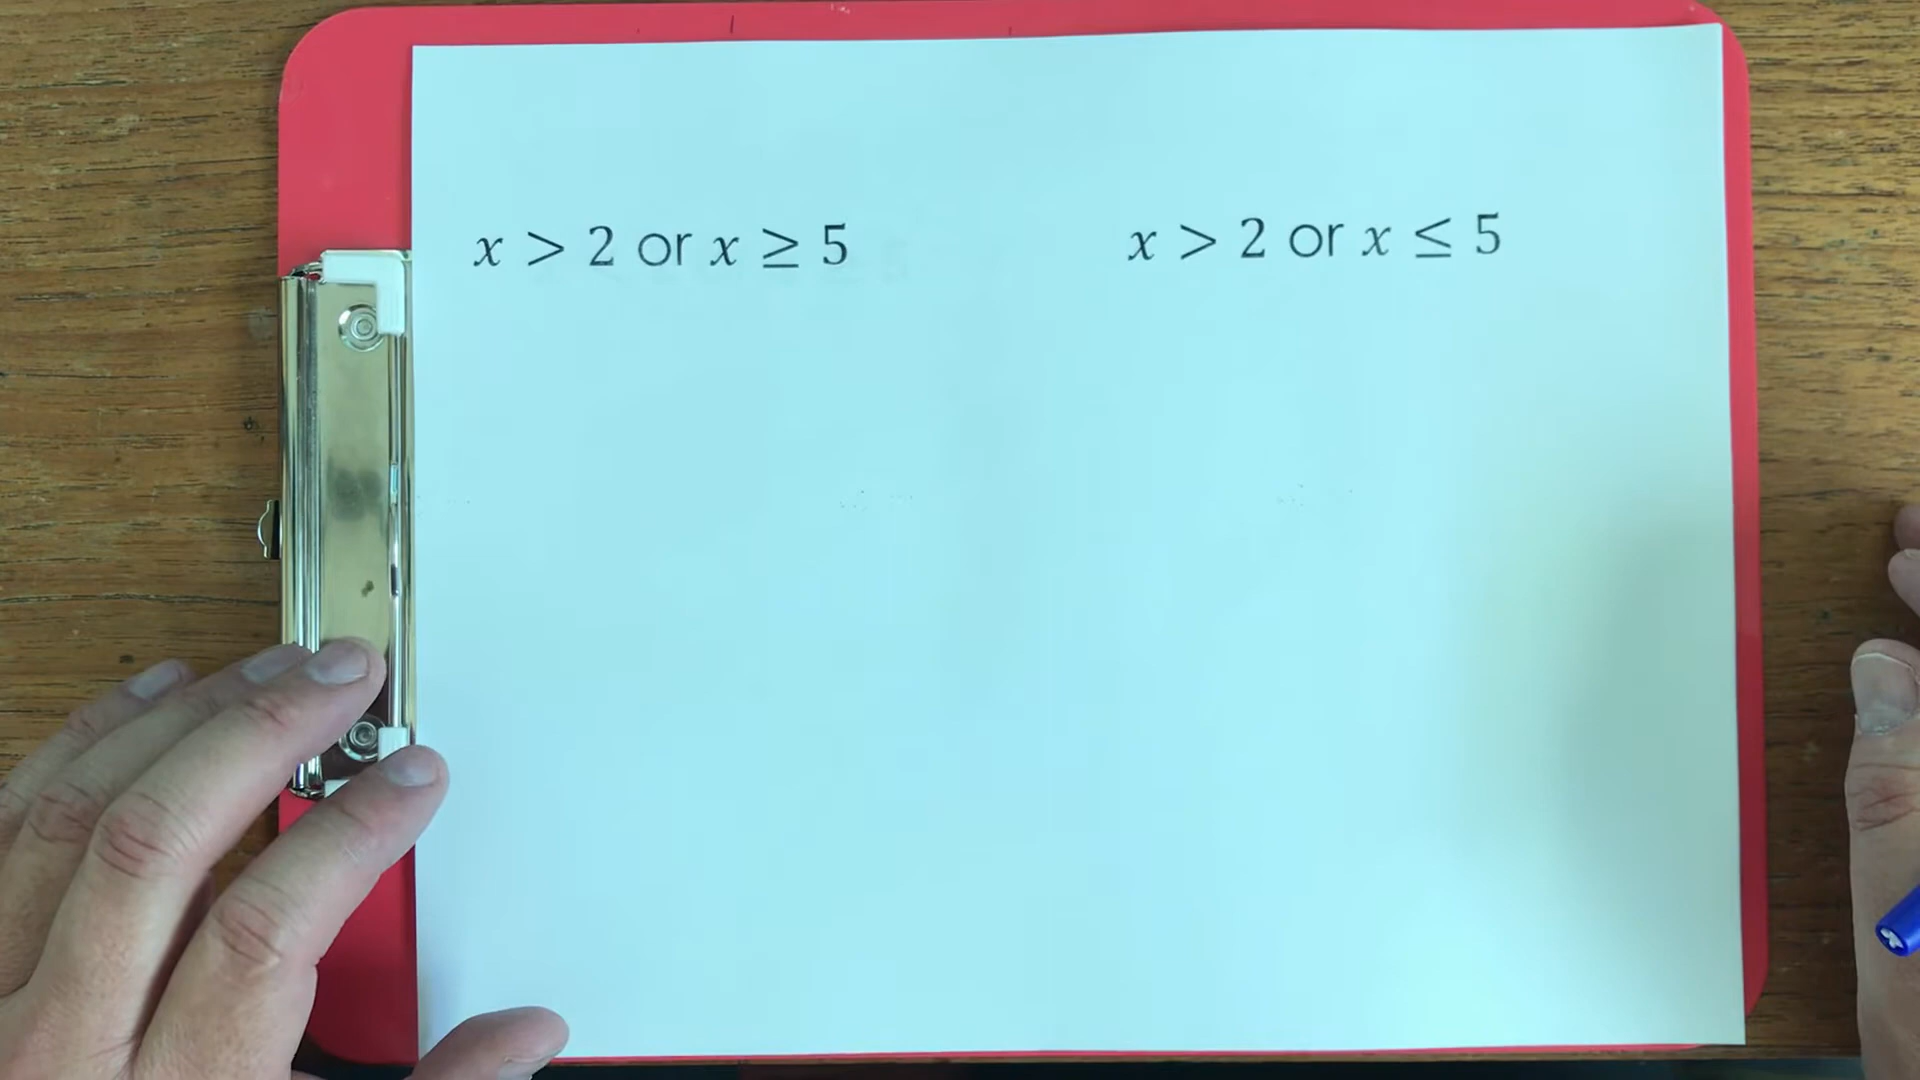 x > 2 or x ≥ 5
x > 2 or x ≤ 5